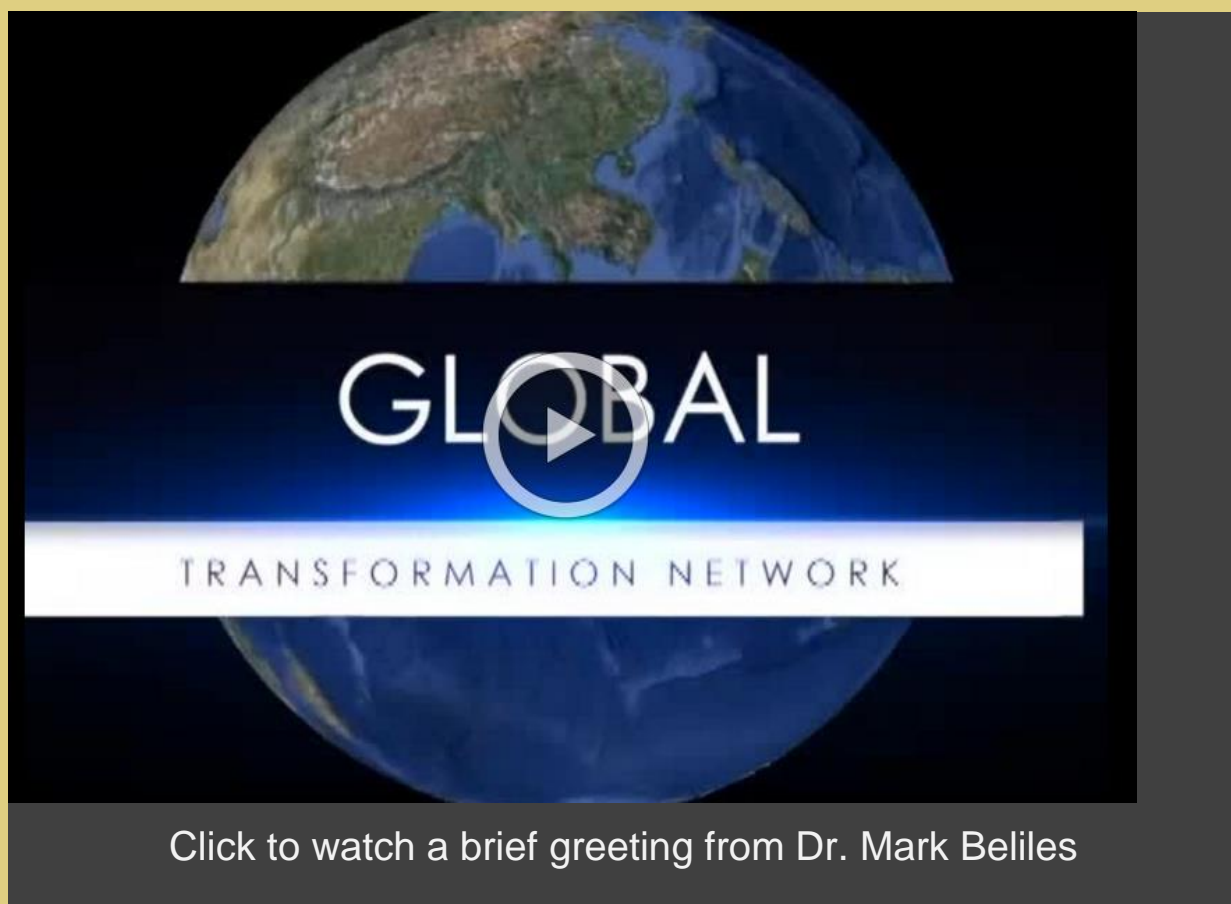 GLOBAL
TRANSFORMATION NETWORK
Click to watch a brief greeting from Dr. Mark Beliles